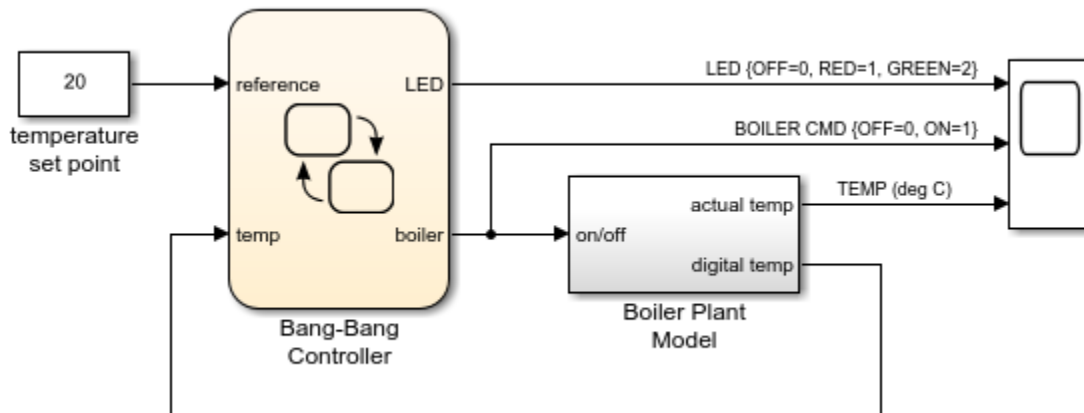 20
temperature
set point
reference
LED
temp
boiler
Bang-Bang
Controller
LED {OFF=0, RED=1, GREEN=2}
BOILER CMD {OFF=0, ON=1}
TEMP (deg C)
on/off
actual temp
digital temp
Boiler Plant
Model